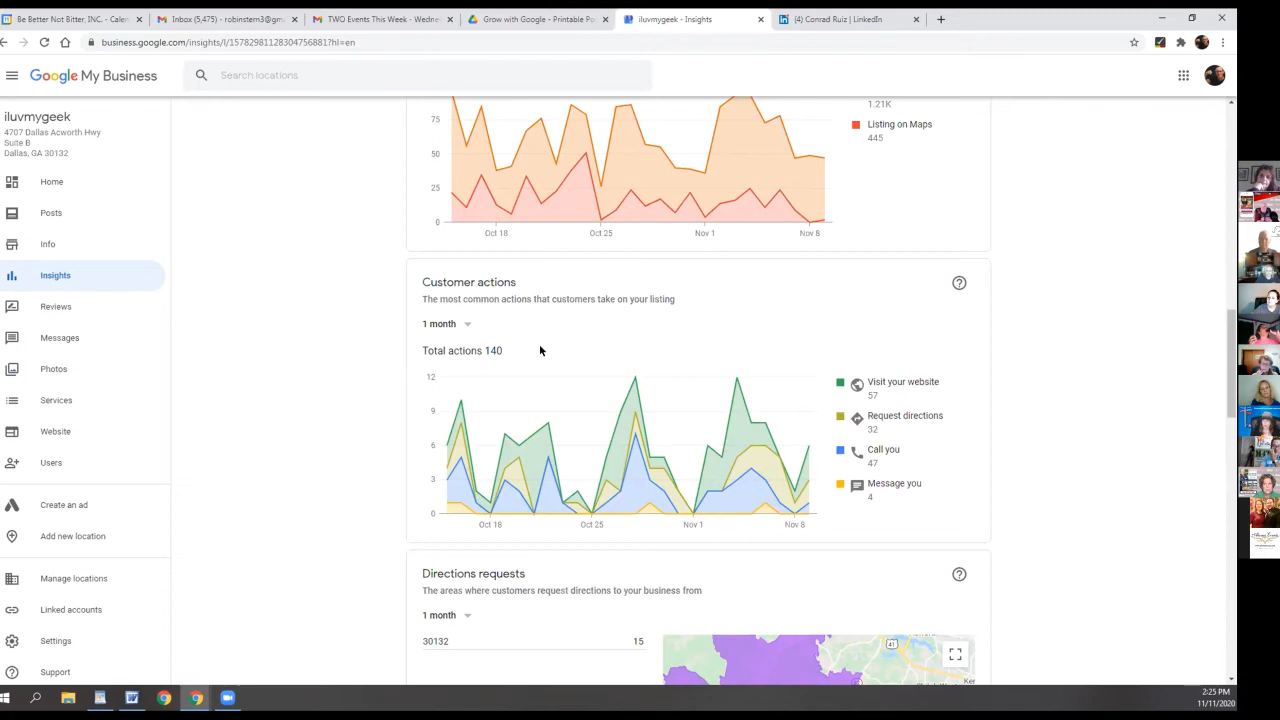 Be Better Not Bitter, INC. - Calen
Inbox (5,475) - robinstem3@gm
TWO Events This Week - Wedne
Grow with Google - Printable Po
iluvmygeek - Insights
(4) Conrad Ruiz | LinkedIn
business.google.com/insights/l/15782981128304756881?hl=en
Google My Business
Search locations
iluvmygeek
4707 Dallas Acworth Hwy
Suite B
Dallas, GA 30132
Home
Posts
Info
Insights
Reviews
Messages
Photos
Services
Website
Users
Create an ad
Add new location
Manage locations
Linked accounts
Settings
Support
75
50
25
0
Oct 18
Oct 25
Nov 1
Nov 8
1.21K
Listing on Maps
445
Customer actions
The most common actions that customers take on your listing
1 month
Total actions 140
12
9
6
3
0
Oct 18
Oct 25
Nov 1
Nov 8
Visit your website
57
Request directions
32
Call you
47
Message you
4
Directions requests
The areas where customers request directions to your business from
1 month
30132 15
41
Ker
2:25 PM
11/11/2020